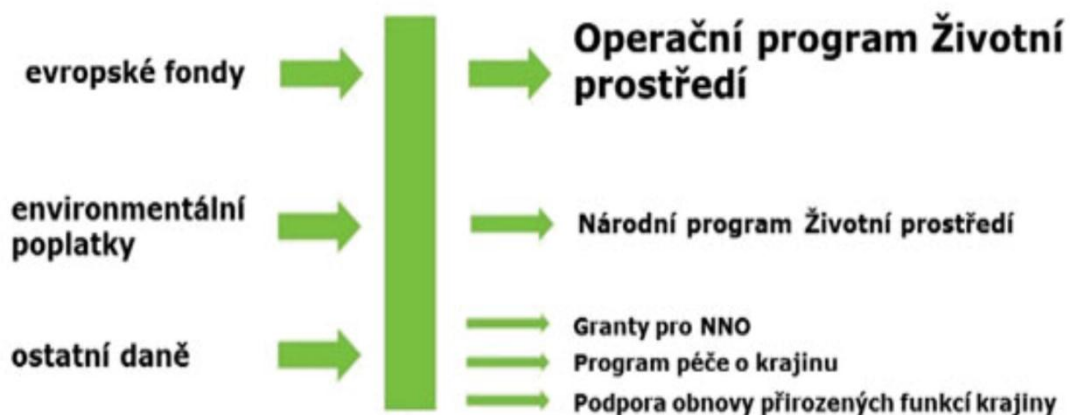 evropské fondy
Operační program Životní
prostředí
environmentální
poplatky
Národní program Životní prostředí
ostatní daně
Granty pro NNO
Program péče o krajinu
Podpora obnovy přirozených funkcí krajiny